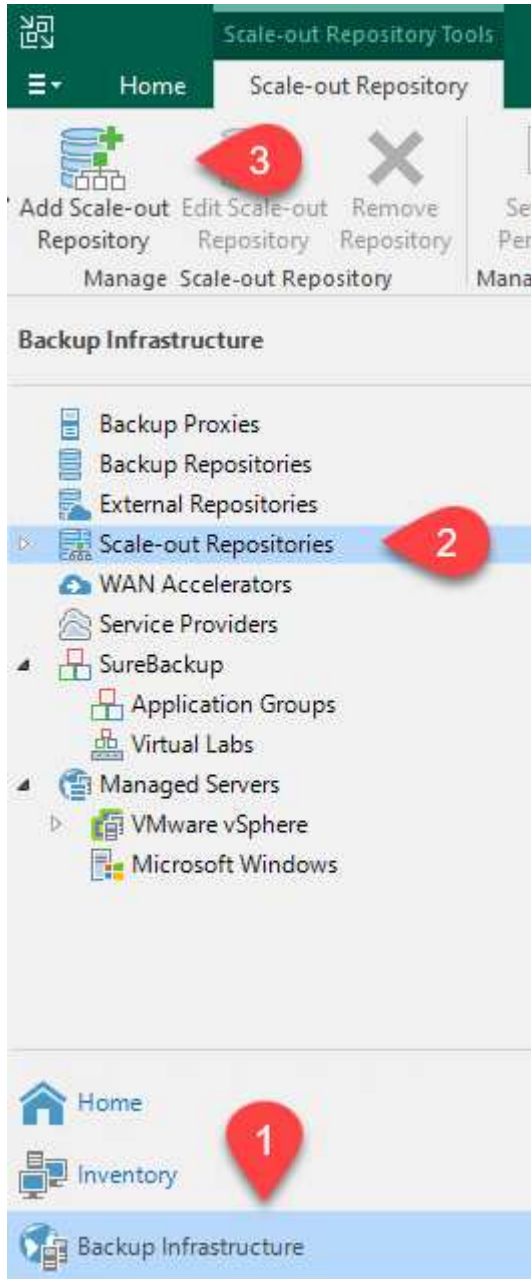 Scale-out Repository Tools
Home Scale-out Repository
3
Add Scale-out Edit Scale-out Remove
Repository Repository Repository
Manage Scale-out Repository
Backup Infrastructure
Backup Proxies
Backup Repositories
External Repositories
Scale-out Repositories 2
WAN Accelerators
Service Providers
SureBackup
Application Groups
Virtual Labs
Managed Servers
VMware vSphere
Microsoft Windows
Home
1
Inventory
Backup Infrastructure